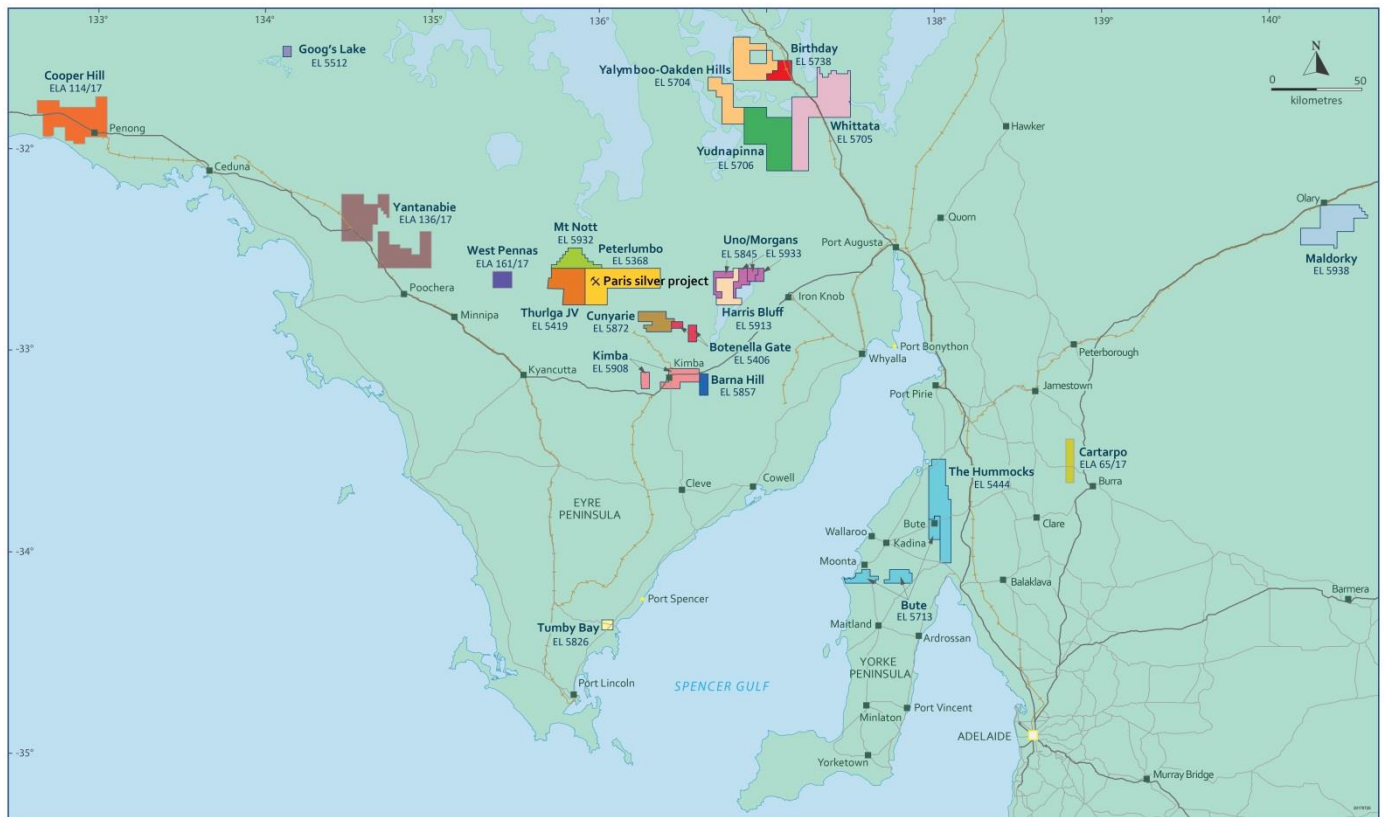 133°
134°
135°
136°
138°
139°
140°
-32°
-33°
-34°
-35°
N
0 50
kilometres
Goog's Lake
EL 5512
Cooper Hill
ELA 114/17
Penong
Ceduna
Yalymboo-Oakden Hills
EL 5704
Birthday
EL 5738
Whittata
EL 5705
Yudnapinna
EL 5706
Hawker
Quorn
Port Augusta
Olary
Maldorky
EL 5938
Yantanabie
ELA 136/17
West Pennas
ELA 161/17
Poochera
Minnipa
Kyancutta
Mt Nott
EL 5932
Peterlumbo
EL 5368
Paris silver project
Thurlga JV
EL 5419
Uno/Morgans
EL 5845 EL 5933
Harris Bluff
EL 5913
Iron Knob
Cunyarie
EL 5872
Botenella Gate
EL 5406
Kimba
EL 5908
Kimba
Barna Hill
EL 5857
Whyalla
Port Bonython
Port Pirie
Peterborough
Jamestown
Cartarpo
ELA 65/17
Burra
Clare
The Hummocks
EL 5444
Bute
Wallaroo
Kadina
Moonta
Bute
EL 5713
Balaklava
Barmera
Cleve
Cowell
EYRE
PENINSULA
Port Spencer
Tumby Bay
EL 5826
Port Lincoln
SPENCER GULF
Maitland
Ardrossan
YORKE
PENINSULA
Minlaton
Port Vincent
Yorketown
ADELAIDE
Murray Bridge